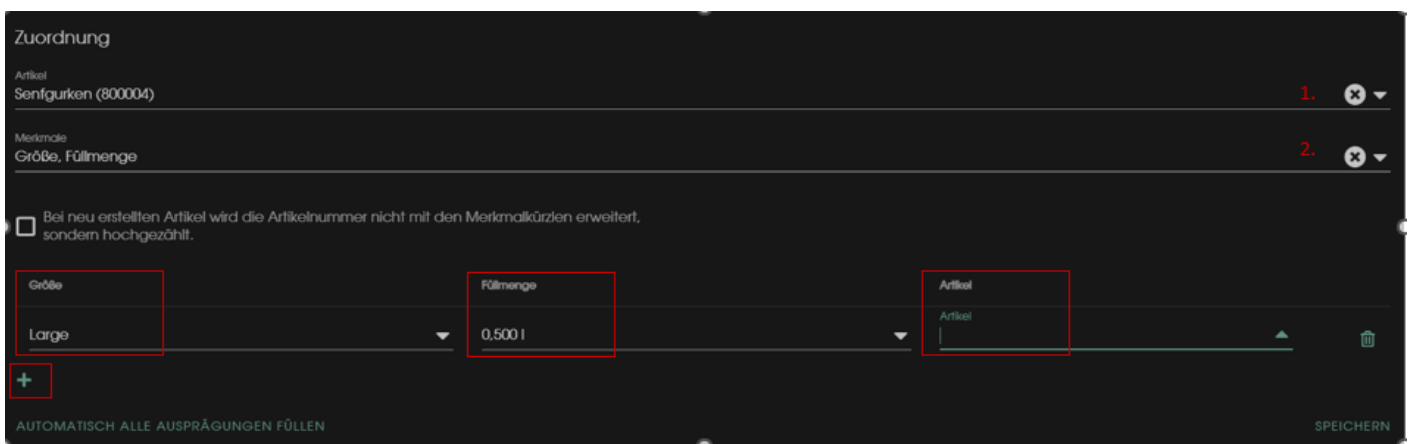 Zuordnung
Artikel
Senfgurken (800004)
1.
Merkmale
Größe, Füllmenge
2.
Bei neu erstellten Artikel wird die Artikelnummer nicht mit den Merkmalkürzlen erweitert,
sondern hochgezählt.
Größe Füllmenge Artikel
Artikel
Large 0,500 l
+
AUTOMATISCH ALLE AUSPRÄGUNGEN FÜLLEN SPEICHERN